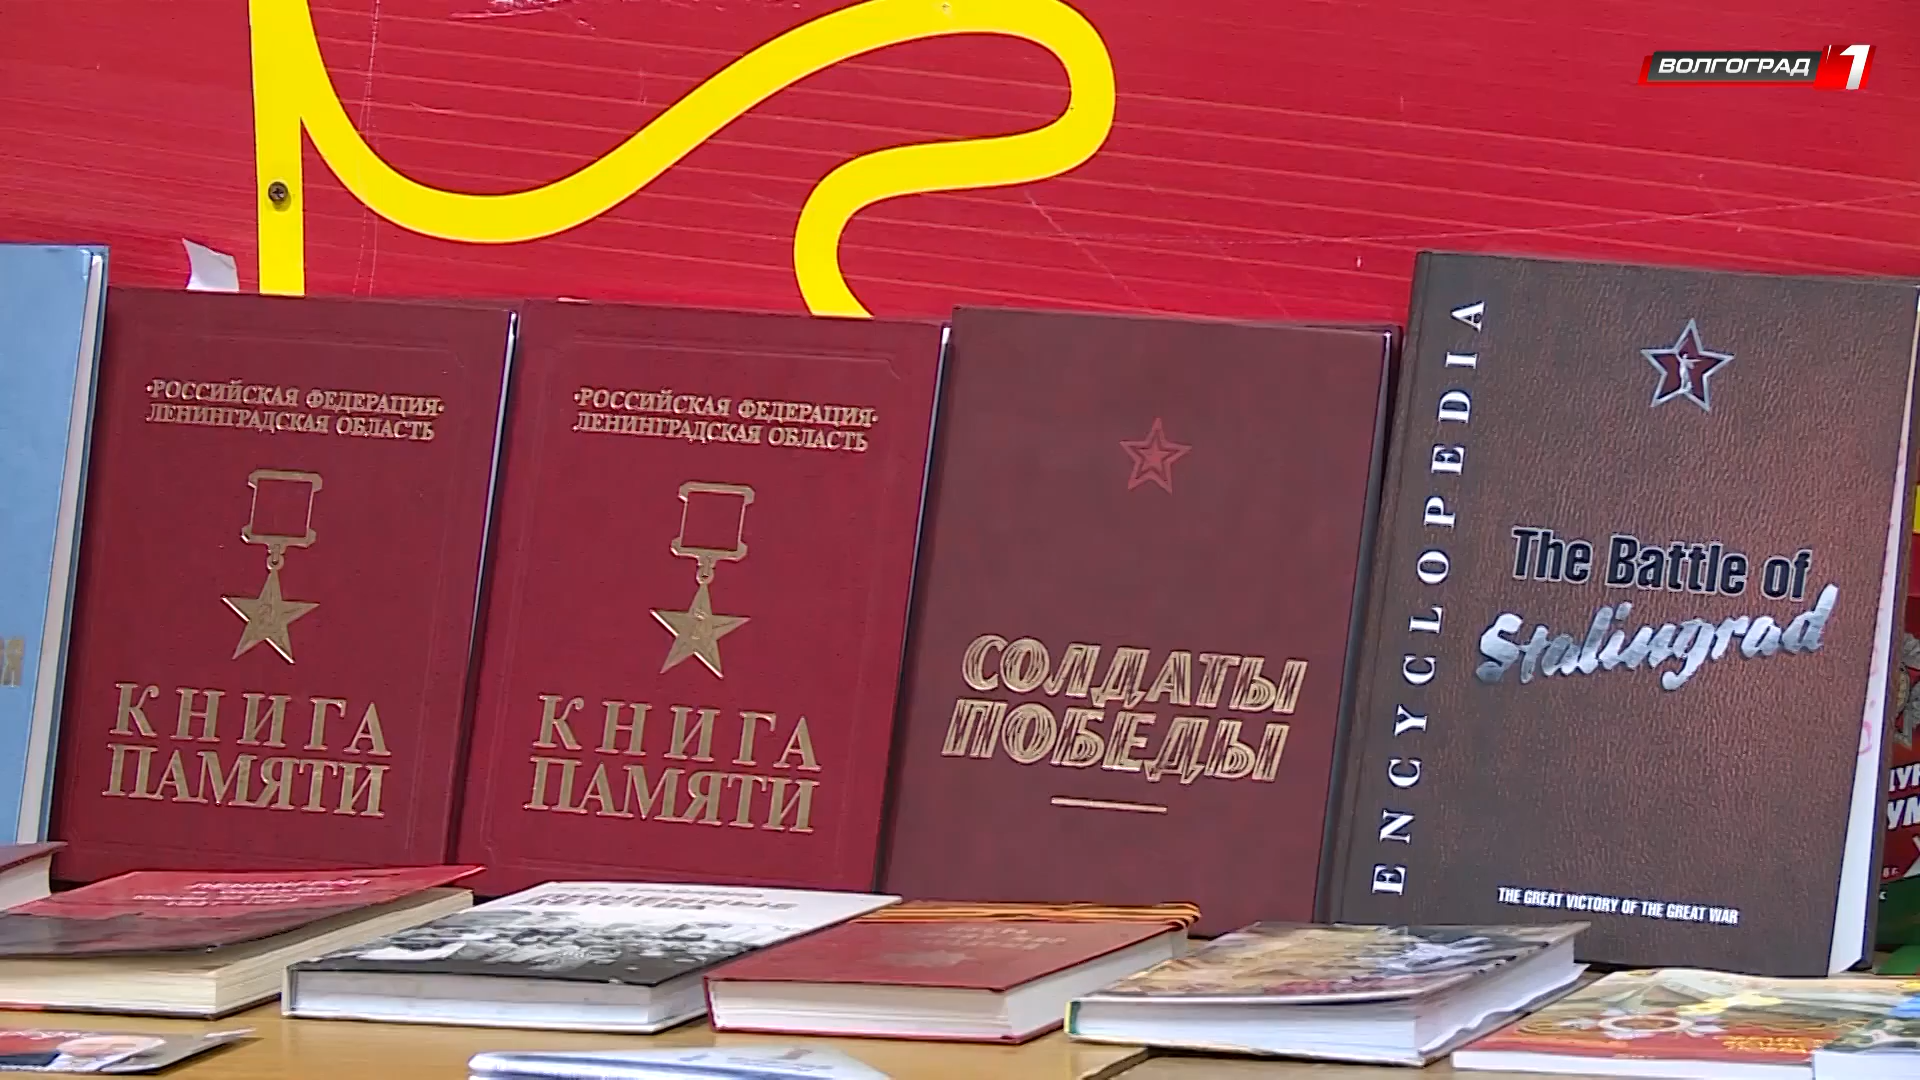 ВОЛГОГРАД 1
•РОССИЙСКАЯ ФЕДЕРАЦИЯ•
ЛЕНИНГРАДСКАЯ ОБЛАСТЬ
КНИГА
ПАМЯТИ
•РОССИЙСКАЯ ФЕДЕРАЦИЯ•
ЛЕНИНГРАДСКАЯ ОБЛАСТЬ
КНИГА
ПАМЯТИ
СОЛДАТЫ
ПОБЕДЫ
ENCYCLOPEDIA
The Battle of
Stalingrad
THE GREAT VICTORY OF THE GREAT WAR